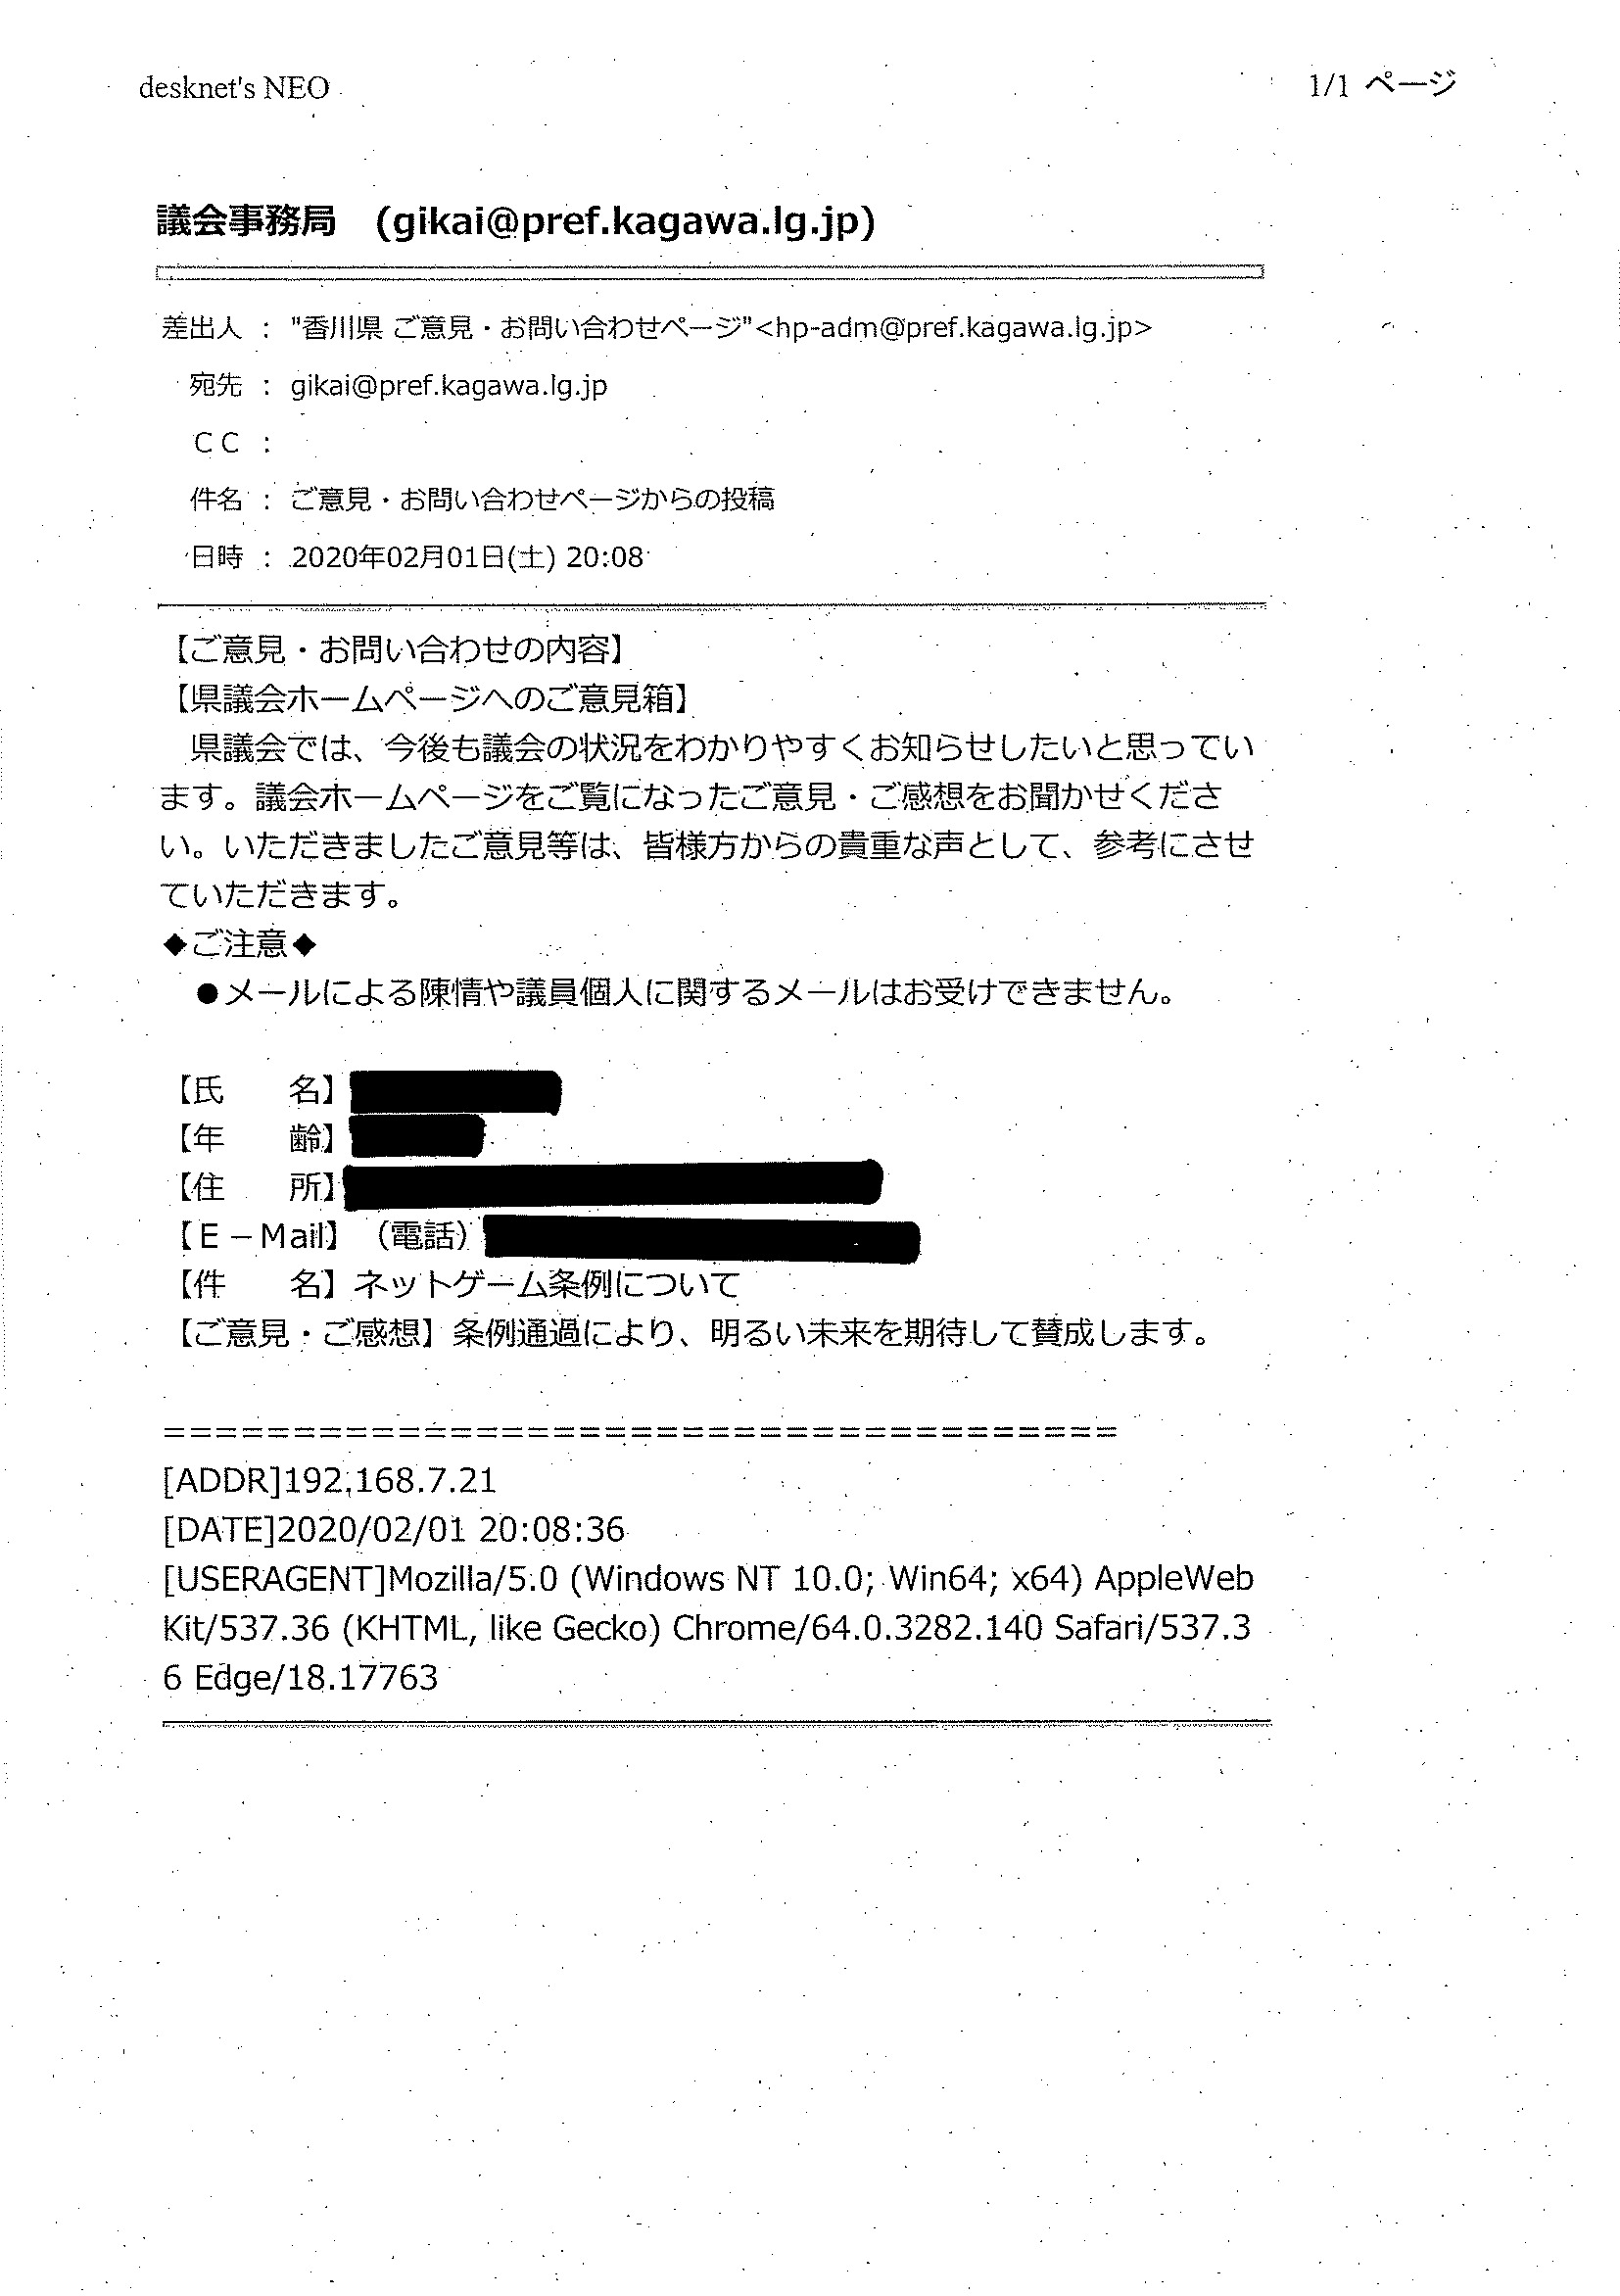 desknet's NEO 1/1 ページ
議会事務局 (gikai@pref.kagawa.lg.jp)
差出人 : "香川県 ご意見・お問い合わせページ"<hp-adm@pref.kagawa.lg.jp>
宛先 : gikai@pref.kagawa.lg.jp
ＣＣ :
件名 : ご意見・お問い合わせページからの投稿
日時 : 2020年02月01日(土) 20:08
【ご意見・お問い合わせの内容】
【県議会ホームページへのご意見箱】
　県議会では、今後も議会の状況をわかりやすくお知らせしたいと思ってい
ます。議会ホームページをご覧になったご意見・ご感想をお聞かせくださ
い。いただきましたご意見等は、皆様方からの貴重な声として、参考にさせ
ていただきます。
◆ご注意◆
　●メールによる陳情や議員個人に関するメールはお受けできません。
【氏　　名】
【年　　齢】
【住　　所】
【Ｅ－Mail】（電話）
【件　　名】ネットゲーム条例について
【ご意見・ご感想】条例通過により、明るい未来を期待して賛成します。
=====================================
[ADDR]192.168.7.21
[DATE]2020/02/01 20:08:36
[USERAGENT]Mozilla/5.0 (Windows NT 10.0; Win64; x64) AppleWeb
Kit/537.36 (KHTML, like Gecko) Chrome/64.0.3282.140 Safari/537.3
6 Edge/18.17763